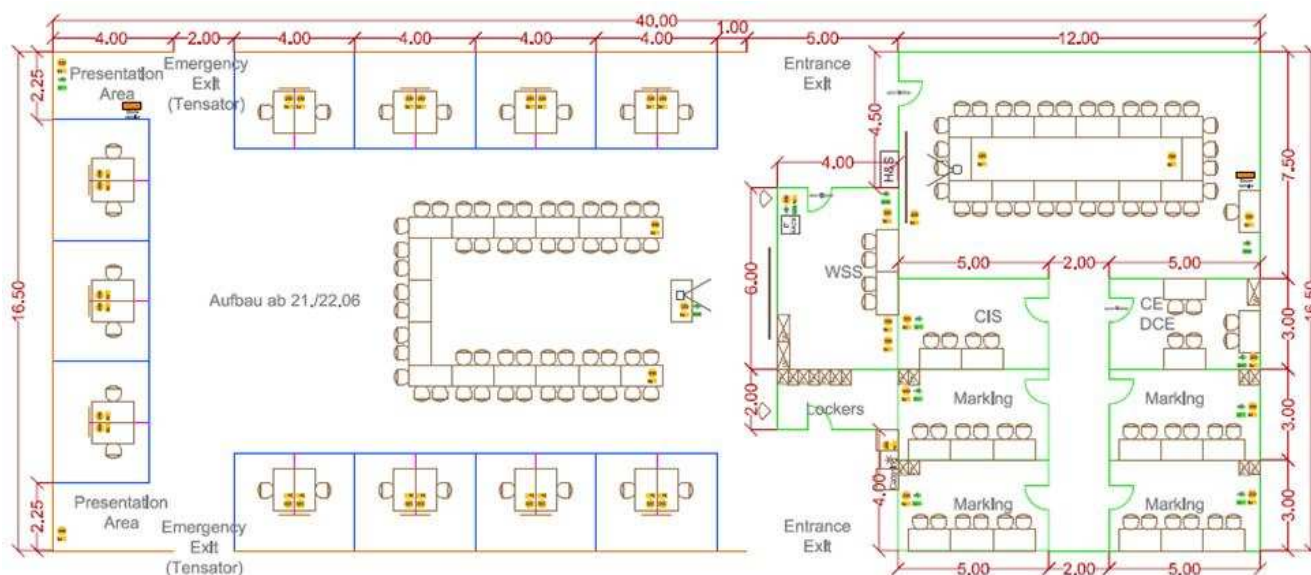 40.00
4.00
2.00
4.00
4.00
4.00
4.00
1.00
5.00
12.00
2.25
Presentation
Area
Emergency
Exit
(Tensator)
Entrance
Exit
4.50
7.50
16.50
4.00
H&S
6.00
WSS
5.00
2.00
5.00
Aufbau ab 21./22.06
CIS
CE
DCE
3.00
16.50
2.00
Lockers
Marking
Marking
3.00
4.00
2.25
Presentation
Area
Emergency
Exit
(Tensator)
Entrance
Exit
Marking
Marking
3.00
5.00
2.00
5.00